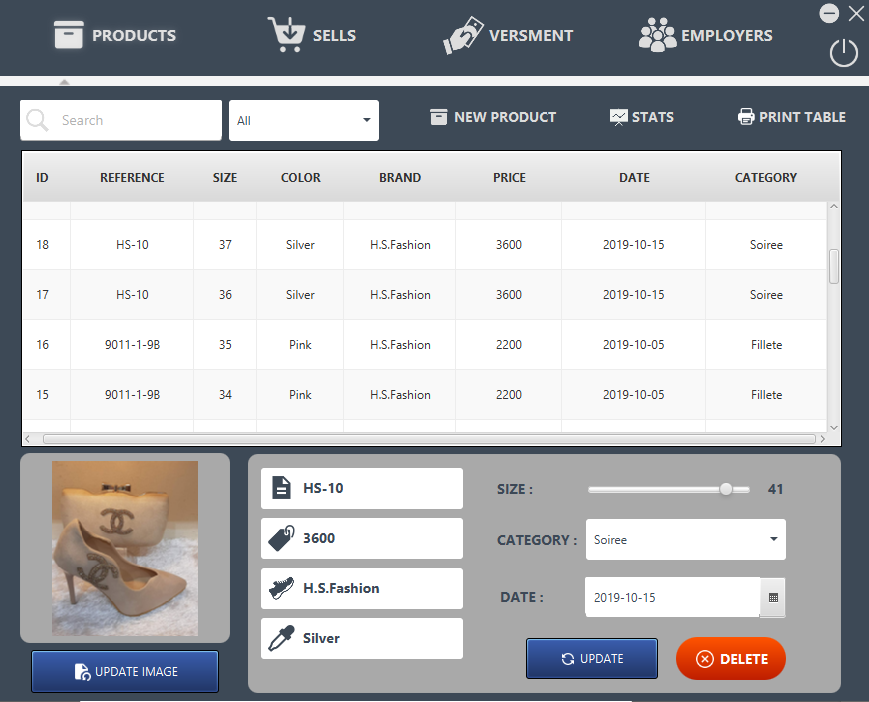 PRODUCTS SELLS VERSMENT EMPLOYERS
Search All NEW PRODUCT STATS PRINT TABLE
ID REFERENCE SIZE COLOR BRAND PRICE DATE CATEGORY
18 HS-10 37 Silver H.S.Fashion 3600 2019-10-15 Soiree
17 HS-10 36 Silver H.S.Fashion 3600 2019-10-15 Soiree
16 9011-1-9B 35 Pink H.S.Fashion 2200 2019-10-05 Fillete
15 9011-1-9B 34 Pink H.S.Fashion 2200 2019-10-05 Fillete
HS-10
3600
H.S.Fashion
Silver
SIZE : 41
CATEGORY : Soiree
DATE : 2019-10-15
UPDATE IMAGE
UPDATE DELETE